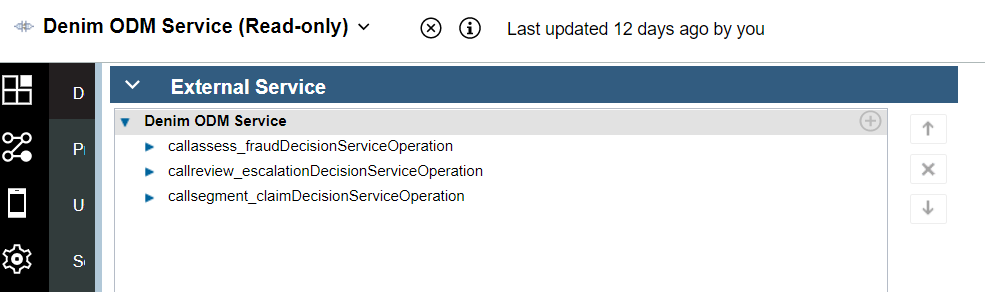 Denim ODM Service (Read-only)
Last updated 12 days ago by you
External Service
D
Denim ODM Service
P
callassess_fraudDecisionServiceOperation
callreview_escalationDecisionServiceOperation
callsegment_claimDecisionServiceOperation
U
S